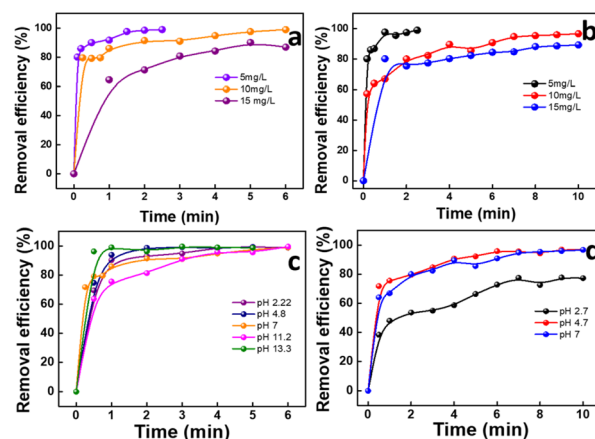 a
Removal efficiency (%)
100
80
60
40
20
0
5mg/L
10mg/L
15 mg/L
0 1 2 3 4 5 6
Time (min)
b
Removal efficiency (%)
100
80
60
40
20
0
5mg/L
10mg/L
15mg/L
0 2 4 6 8 10
Time (min)
c
Removal efficiency (%)
100
80
60
40
20
0
pH 2.22
pH 4.8
pH 7
pH 11.2
pH 13.3
0 1 2 3 4 5 6
Time (min)
d
Removal efficiency (%)
100
80
60
40
20
0
pH 2.7
pH 4.7
pH 7
0 2 4 6 8 10
Time (min)